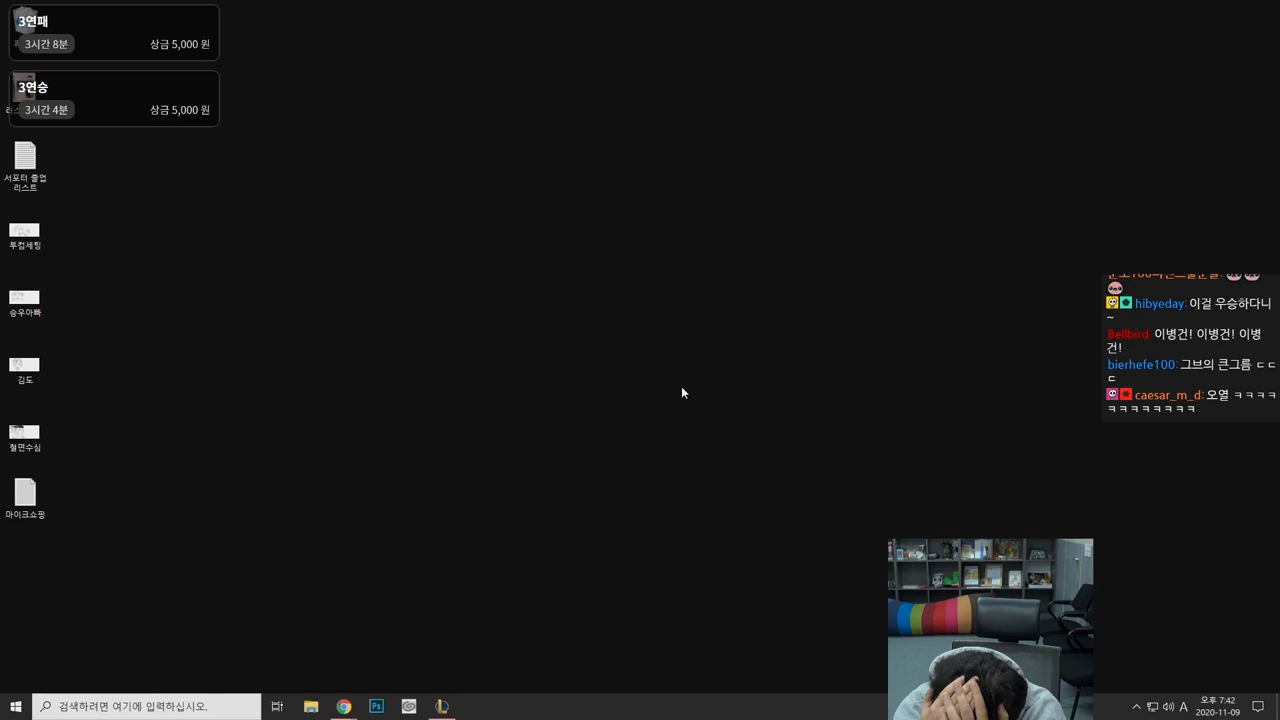 3연패
3시간 8분 상금 5,000 원
3연승
3시간 4분 상금 5,000 원
서포터 졸업
리스트
투컴세팅
승우아빠
김도
철면수심
마이크쇼핑
hibyeday: 이걸 우승하다니
~
Bellbird: 이병건! 이병건! 이병
건!
bierhefe100: 그브의 큰그름 ㄷㄷ
ㄷ
caesar_m_d: 오열 ㅋㅋㅋㅋ
ㅋㅋㅋㅋㅋㅋㅋㅋ
검색하려면 여기에 입력하십시오.
Ps
A
오후 7:42
2020-11-09